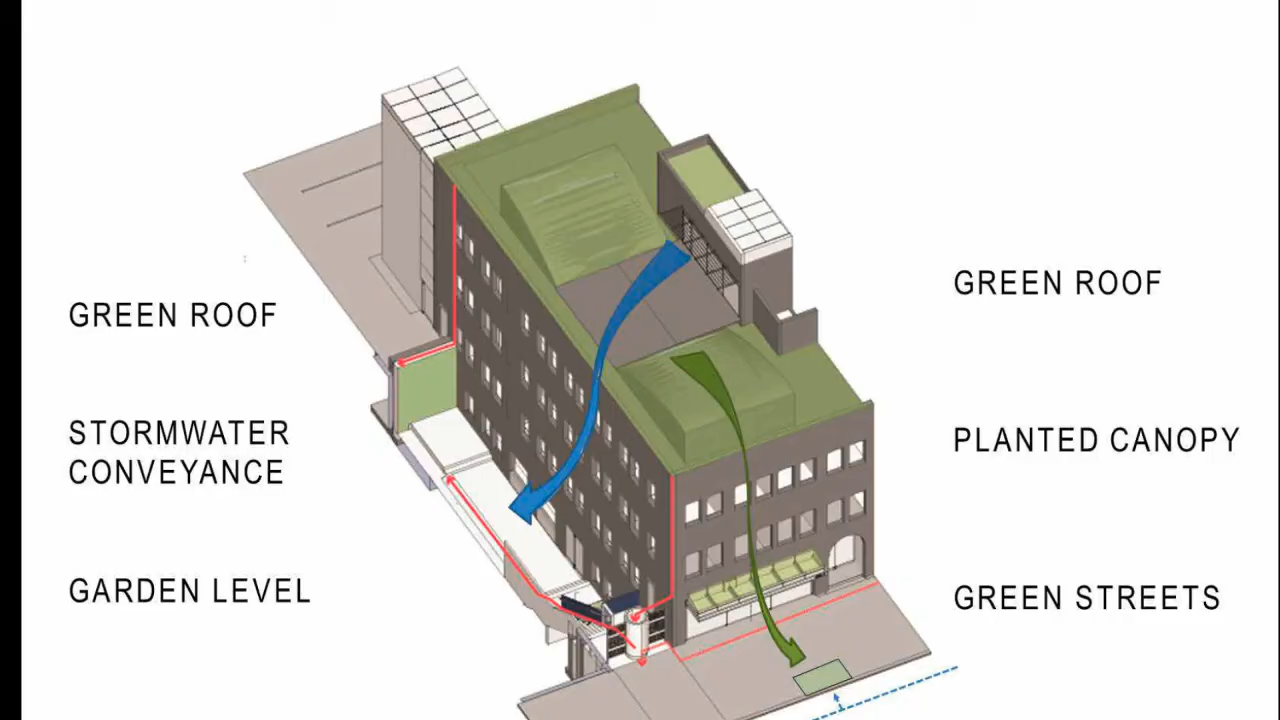 GREEN ROOF
STORMWATER
CONVEYANCE
GARDEN LEVEL
GREEN ROOF
PLANTED CANOPY
GREEN STREETS